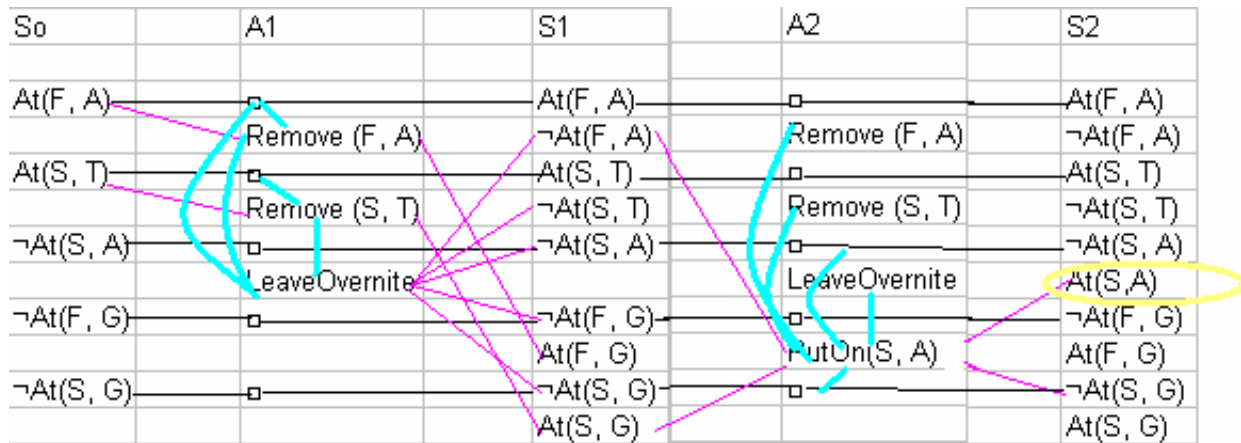 So A1 S1 A2 S2
At(F, A) At(F, A) At(F, A)
Remove (F, A) ¬At(F, A) Remove (F, A) ¬At(F, A)
At(S, T) At(S, T) At(S, T)
Remove (S, T) ¬At(S, T) Remove (S, T) ¬At(S, T)
¬At(S, A) ¬At(S, A) ¬At(S, A)
LeaveOvernite LeaveOvernite At(S,A)
¬At(F, G) ¬At(F, G) ¬At(F, G)
At(F, G) PutOn(S, A) At(F, G)
¬At(S, G) ¬At(S, G) ¬At(S, G)
At(S, G) At(S, G)